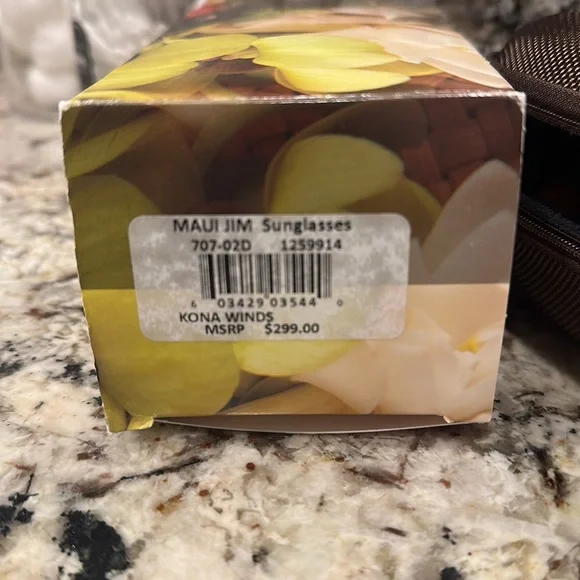 MAUI JIM Sunglasses
707-02D 1259914
6 03429 03544 0
KONA WINDS
MSRP $299.00